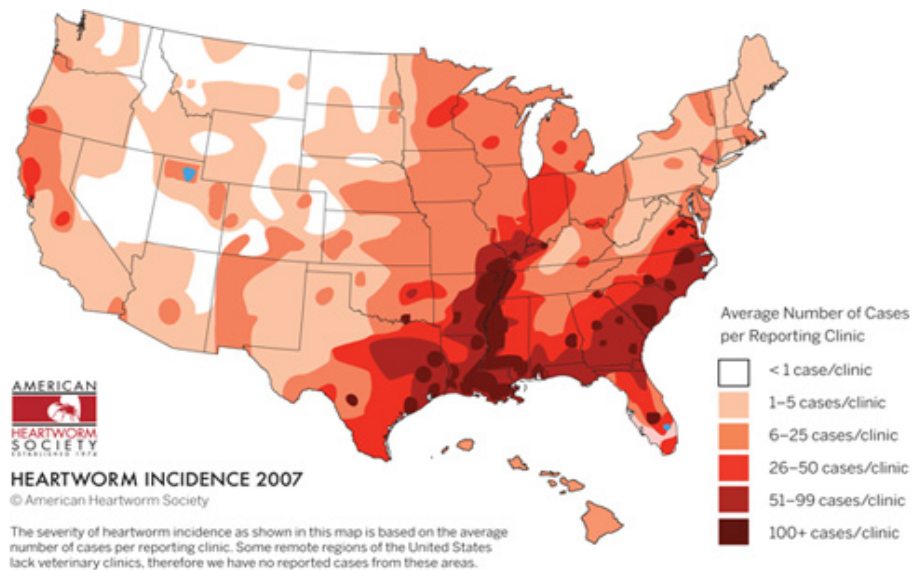 Average Number of Cases
per Reporting Clinic
< 1 case/clinic
1–5 cases/clinic
6–25 cases/clinic
26–50 cases/clinic
51–99 cases/clinic
100+ cases/clinic
AMERICAN
HEARTWORM
SOCIETY
ESTABLISHED 1974
HEARTWORM INCIDENCE 2007
© American Heartworm Society
The severity of heartworm incidence as shown in this map is based on the average
number of cases per reporting clinic. Some remote regions of the United States
lack veterinary clinics, therefore we have no reported cases from these areas.